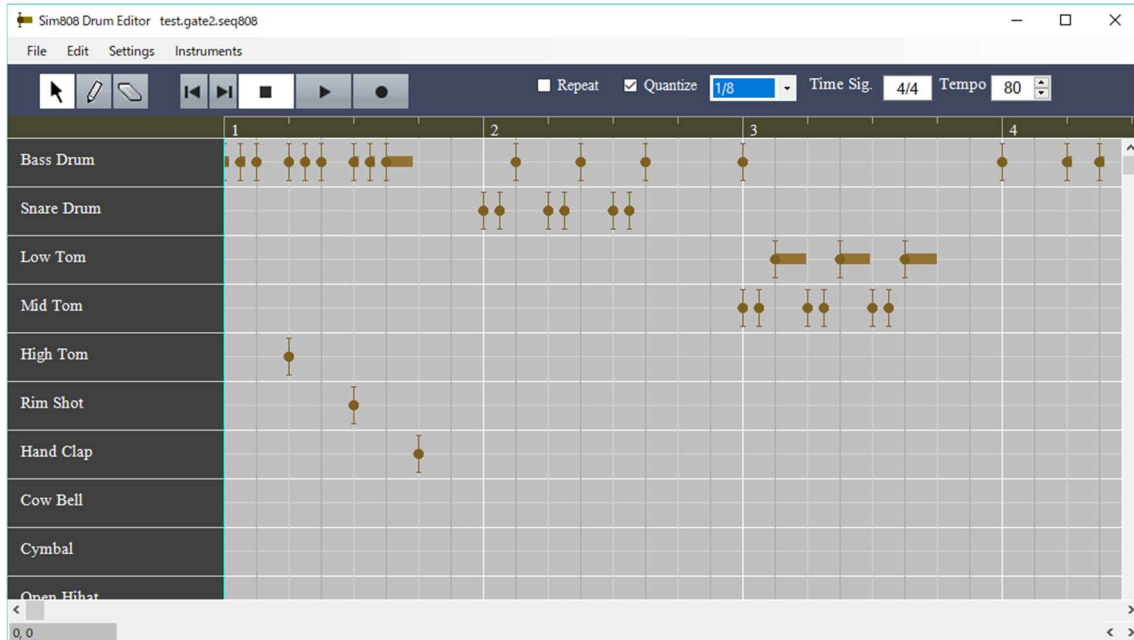 Sim808 Drum Editor test.gate2.seq808
File Edit Settings Instruments
Repeat Quantize 1/8 Time Sig. 4/4 Tempo 80
1 2 3 4
Bass Drum
Snare Drum
Low Tom
Mid Tom
High Tom
Rim Shot
Hand Clap
Cow Bell
Cymbal
Open Hihat
0, 0